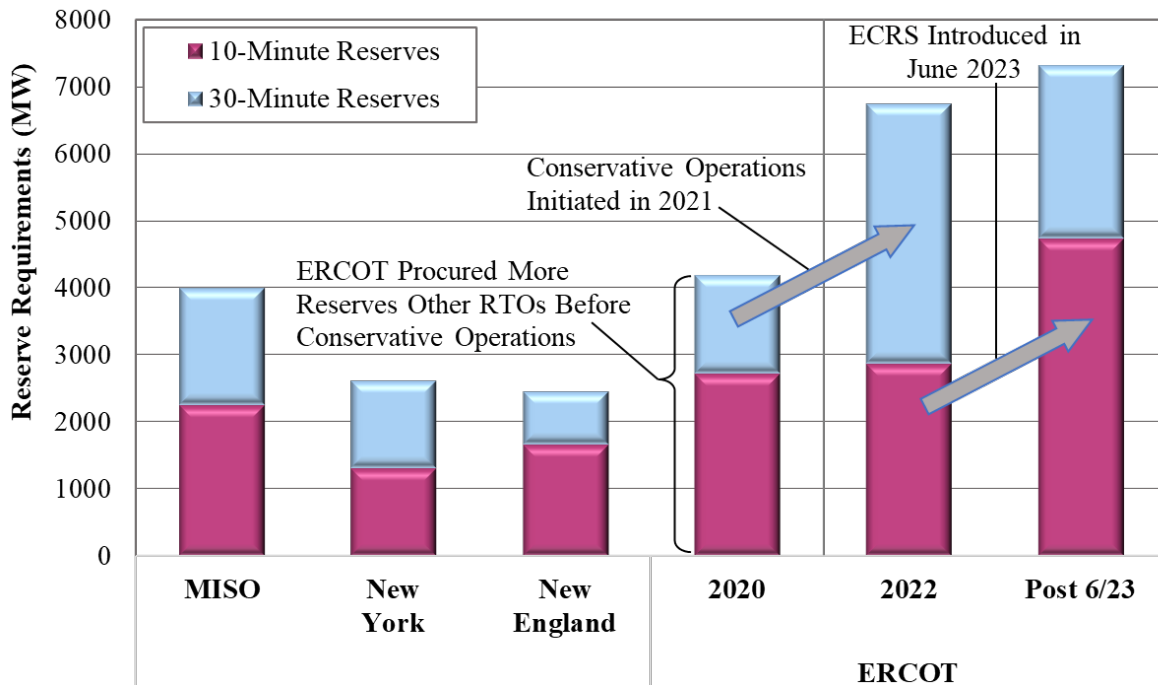 Reserve Requirements (MW)
8000
7000
6000
5000
4000
3000
2000
1000
0
10-Minute Reserves
30-Minute Reserves
ECRS Introduced in
June 2023
Conservative Operations
Initiated in 2021
ERCOT Procured More
Reserves Other RTOs Before
Conservative Operations
MISO
New
York
New
England
2020
2022
Post 6/23
ERCOT